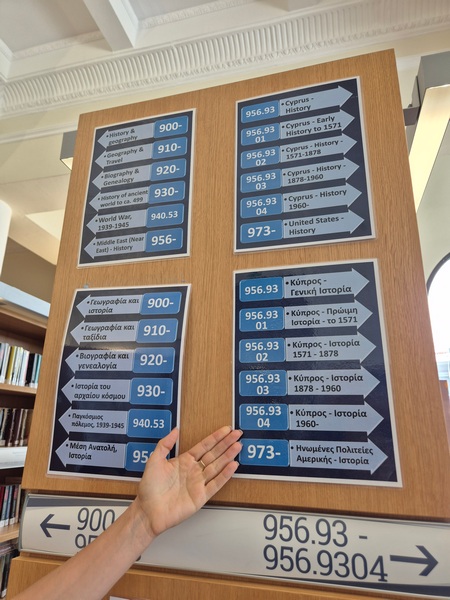 • History & geography 900-
• Geography & Travel 910-
• Biography & Genealogy 920-
• History of ancient world to ca. 499 930-
• World War, 1939-1945 940.53
• Middle East (Near East) - History 956-
956.93 • Cyprus - History
956.93 01 • Cyprus - Early History to 1571
956.93 02 • Cyprus - History 1571-1878
956.93 03 • Cyprus - History 1878-1960
956.93 04 • Cyprus - History 1960-
973- • United States - History
• Γεωγραφία και ιστορία 900-
• Γεωγραφία και ταξίδια 910-
• Βιογραφία και γενεαλογία 920-
• Ιστορία του αρχαίου κόσμου 930-
• Παγκόσμιος πόλεμος, 1939-1945 940.53
• Μέση Ανατολή, Ιστορία
956.93 • Κύπρος - Γενική Ιστορία
956.93 01 • Κύπρος - Πρώιμη Ιστορία - το 1571
956.93 02 • Κύπρος - Ιστορία 1571 - 1878
956.93 03 • Κύπρος - Ιστορία 1878 - 1960
956.93 04 • Κύπρος - Ιστορία 1960-
973- • Ηνωμένες Πολιτείες Αμερικής - Ιστορία
956.93 -
956.9304